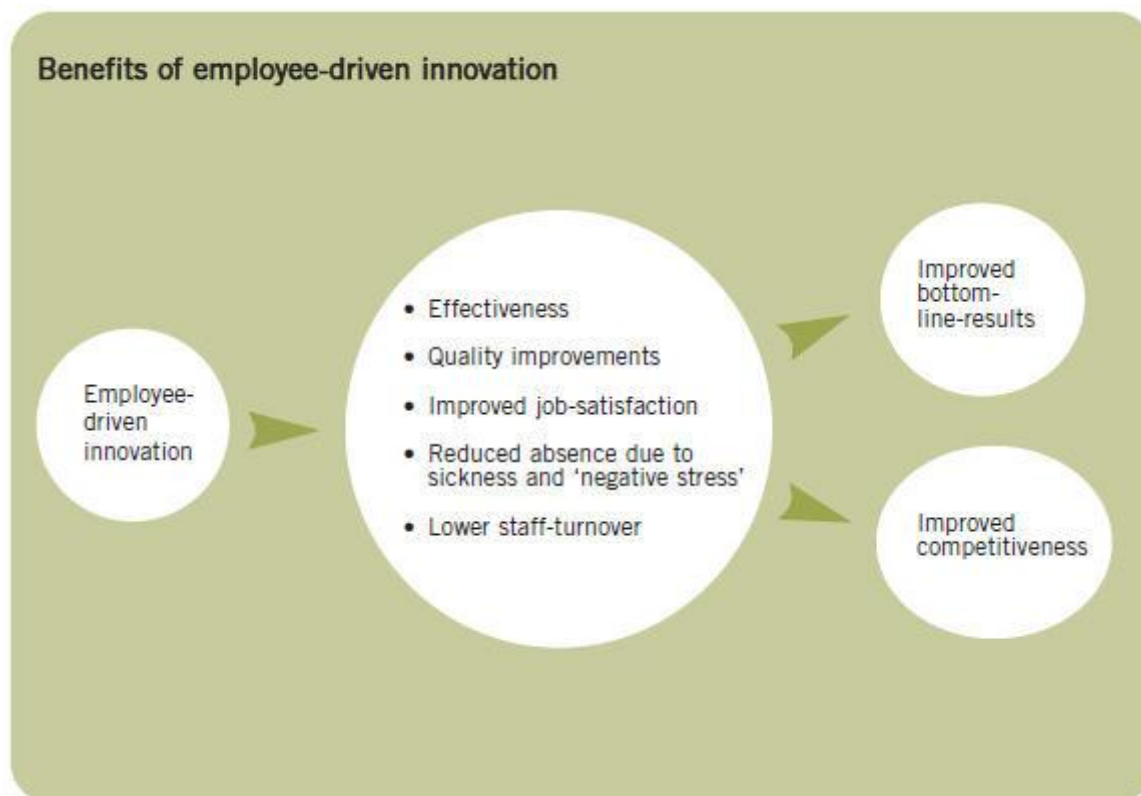 Benefits of employee-driven innovation
Employee-
driven
innovation
• Effectiveness
• Quality improvements
• Improved job-satisfaction
• Reduced absence due to
sickness and ‘negative stress’
• Lower staff-turnover
Improved
bottom-
line-results
Improved
competitiveness